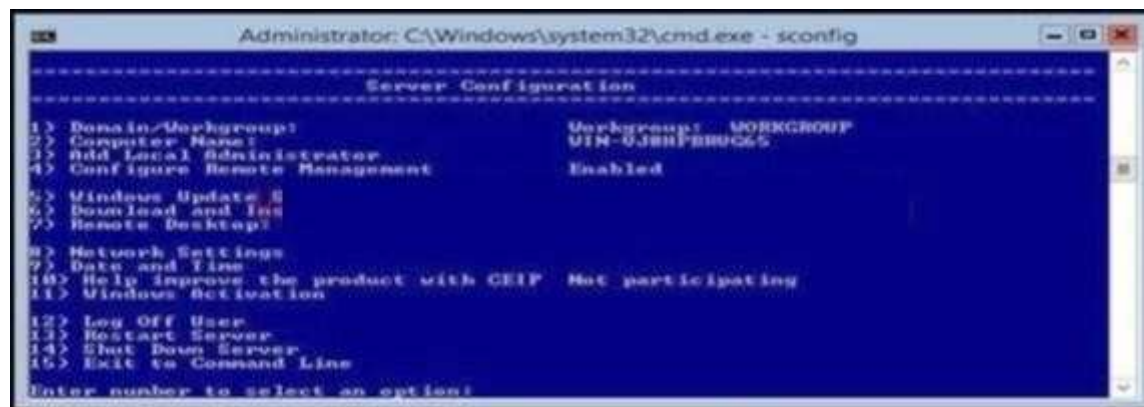 Administrator: C:\Windows\system32\cmd.exe - sconfig
Server Configuration
1) Domain/Workgroup: Workgroup: WORKGROUP
2) Computer Name:
3) Add Local Administrator
4) Configure Remote Management Enabled
5) Windows Update S
6) Download and Ins
7) Remote Desktop:
8) Network Settings
9) Date and Time
10) Help improve the product with CEIP Not participating
11) Windows Activation
12) Log Off User
13) Restart Server
14) Shut Down Server
15) Exit to Command Line
Enter number to select an option: